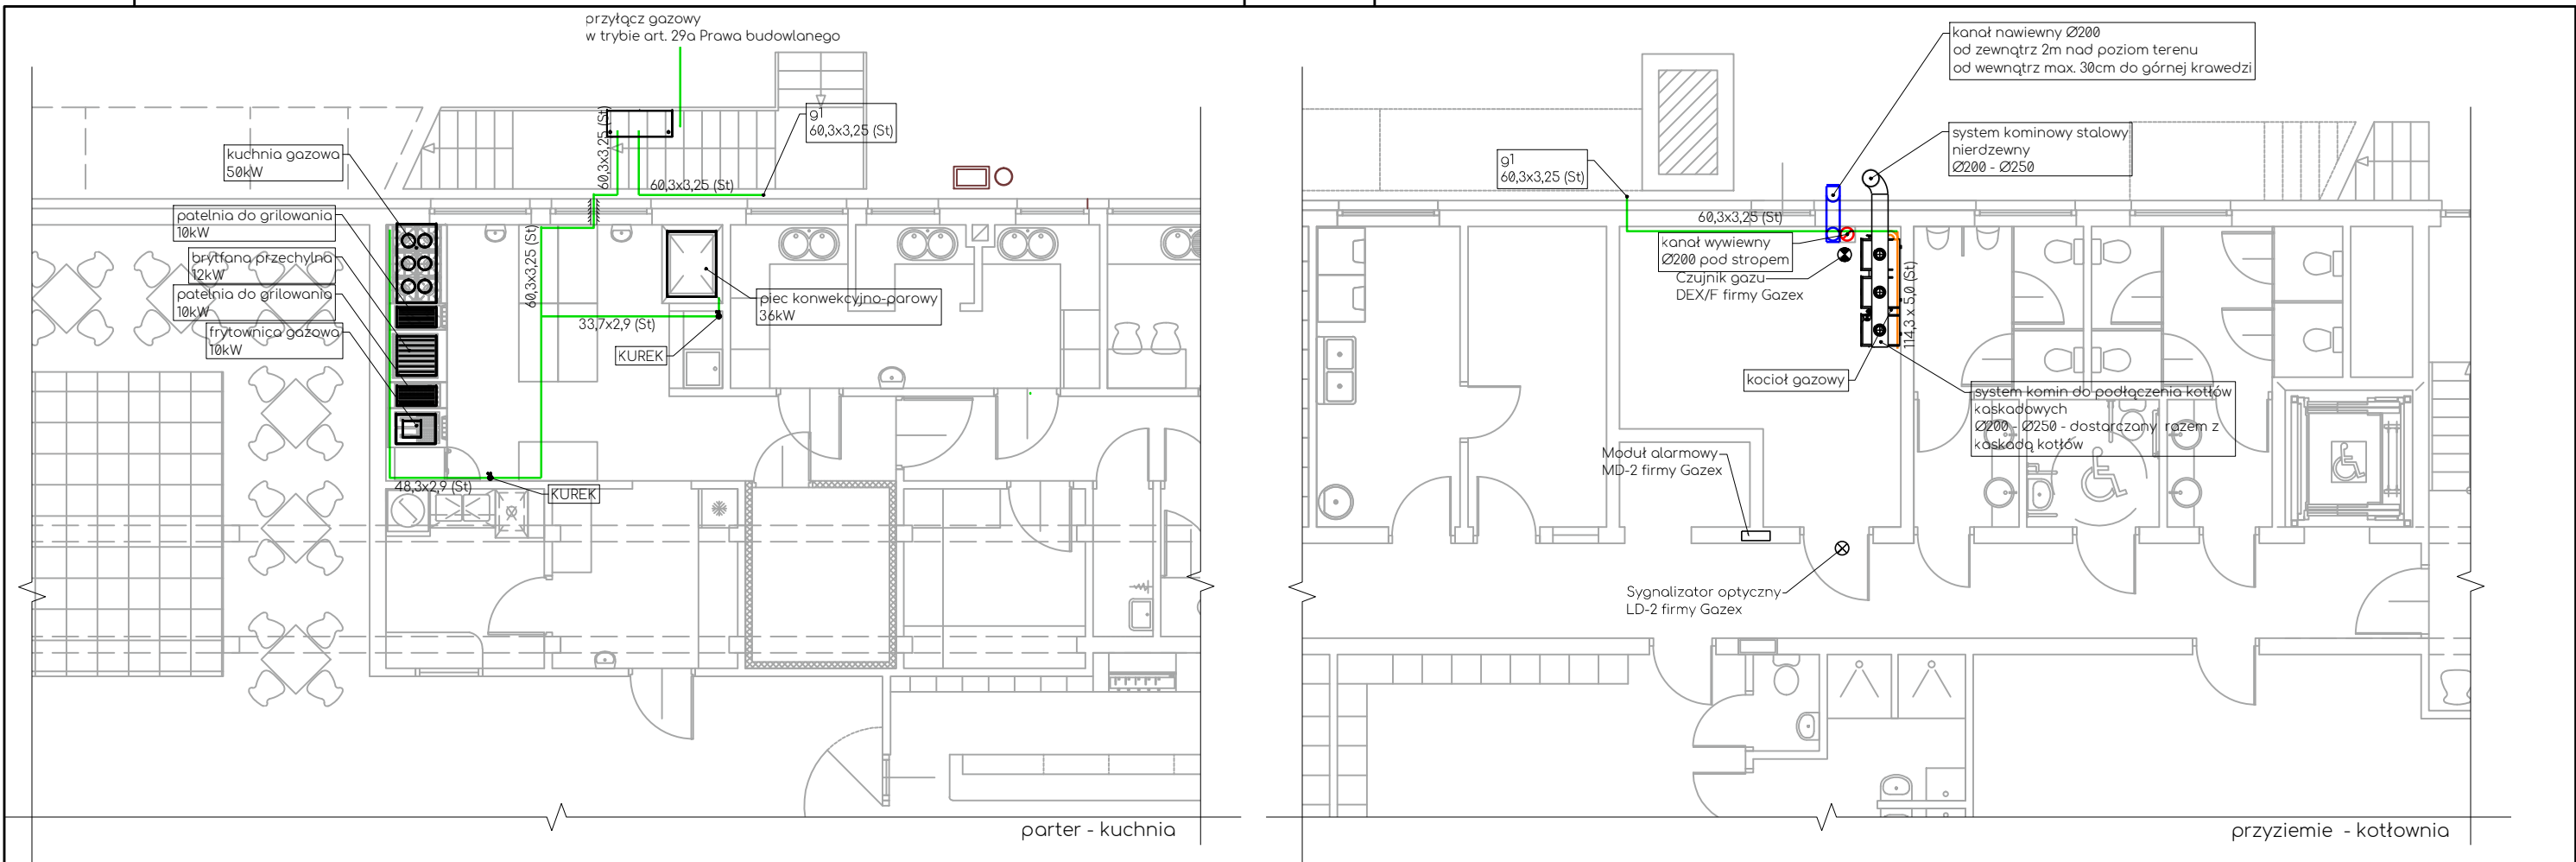 przyłącz gazowy
w trybie art. 29a Prawa budowlanego
g1
60,3x3,25 (St)
60,3x3,25 (St)
60,3x3,25 (St)
kuchnia gazowa
50kW
patelnia do grilowania
10kW
brytfana przechylna
12kW
patelnia do grilowania
10kW
frytownica gazowa
10kW
60,3x3,25 (St)
33,7x2,9 (St)
piec konwekcyjno-parowy
36kW
KUREK
48,3x2,9 (St)
KUREK
parter - kuchnia
kanał nawiewny Ø200
od zewnątrz 2m nad poziom terenu
od wewnątrz max. 30cm do górnej krawedzi
system kominowy stalowy
nierdzewny
Ø200 - Ø250
g1
60,3x3,25 (St)
60,3x3,25 (St)
kanał wywiewny
Ø200 pod stropem
Czujnik gazu
DEX/F firmy Gazex
114,3 x 5,0 (St)
kocioł gazowy
system komin do podłączenia kotłów
kaskadowych
Ø200 - Ø250 - dostarczany razem z
kaskadą kotłów
Moduł alarmowy
MD-2 firmy Gazex
Sygnalizator optyczny
LD-2 firmy Gazex
przyziemie - kotłownia